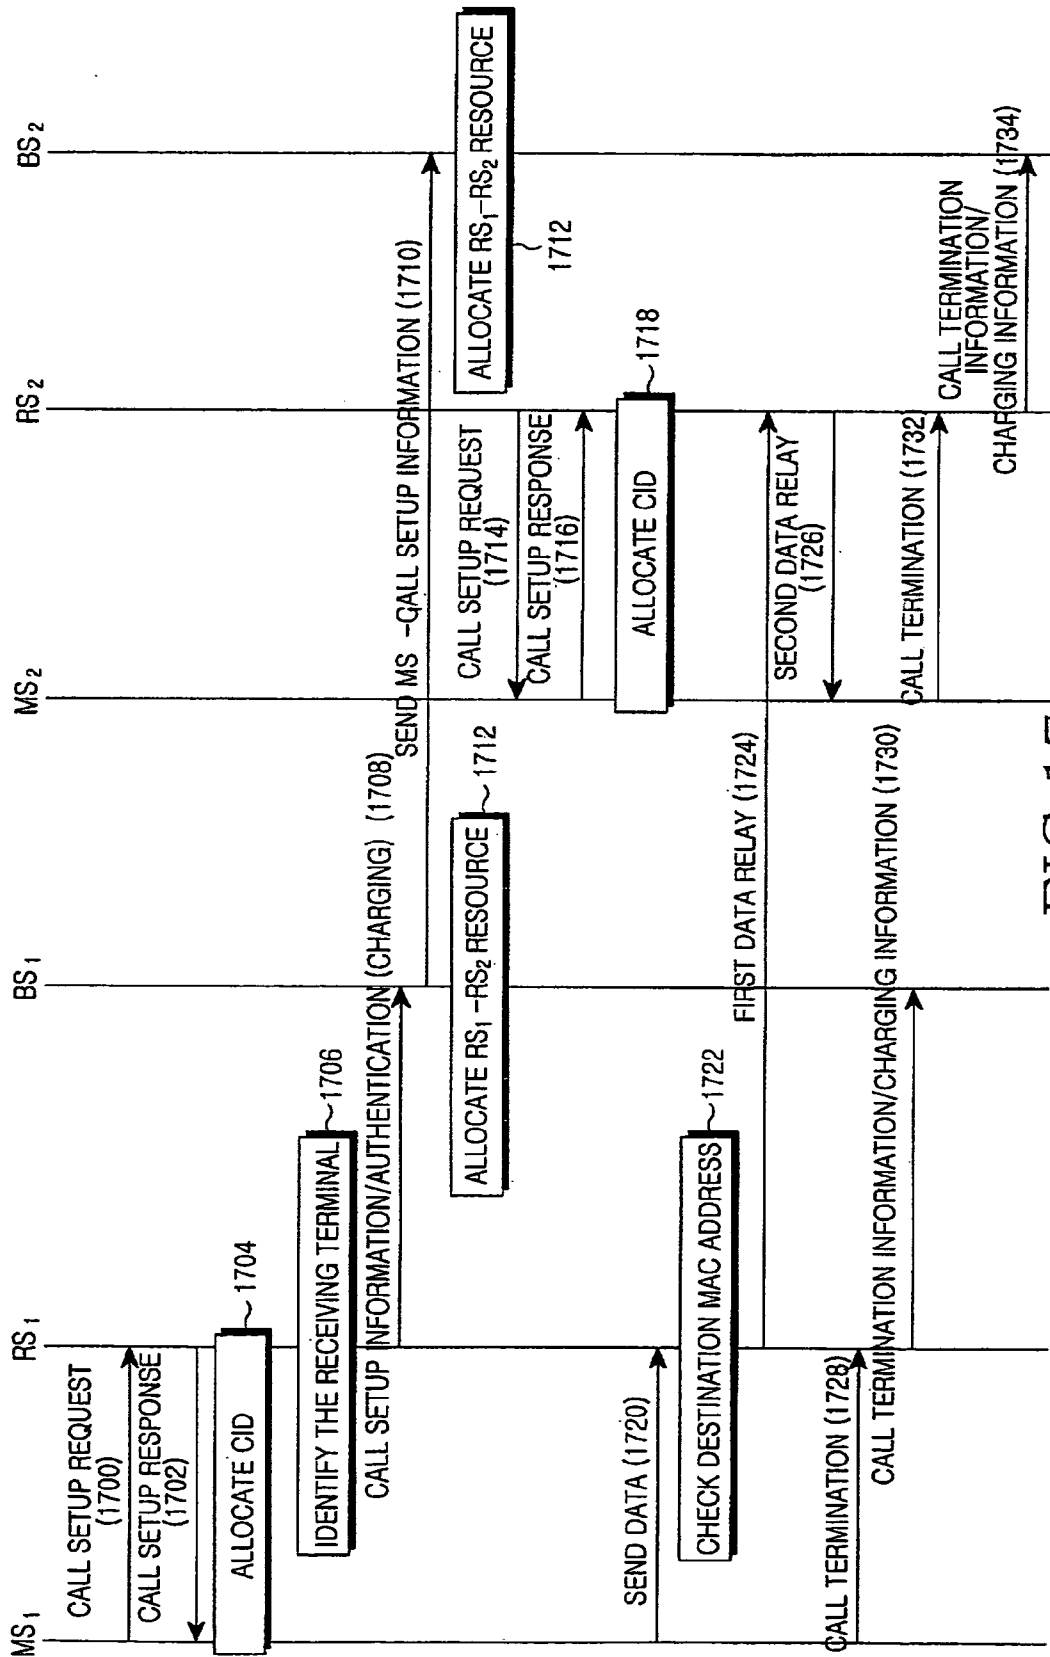 MS1
RS1
BS1
MS2
RS2
BS2
CALL SETUP REQUEST
(1700)
CALL SETUP RESPONSE
(1702)
ALLOCATE CID
1704
IDENTIFY THE RECEIVING TERMINAL
1706
CALL SETUP INFORMATION/AUTHENTICATION (CHARGING) (1708)
SEND MS -CALL SETUP INFORMATION (1710)
ALLOCATE RS1-RS2 RESOURCE
1712
ALLOCATE RS1-RS2 RESOURCE
1712
CALL SETUP REQUEST
(1714)
CALL SETUP RESPONSE
(1716)
ALLOCATE CID
1718
SEND DATA (1720)
CHECK DESTINATION MAC ADDRESS
1722
FIRST DATA RELAY (1724)
SECOND DATA RELAY
(1726)
CALL TERMINATION (1728)
CALL TERMINATION INFORMATION/CHARGING INFORMATION (1730)
CALL TERMINATION (1732)
CALL TERMINATION
INFORMATION/
CHARGING INFORMATION (1734)